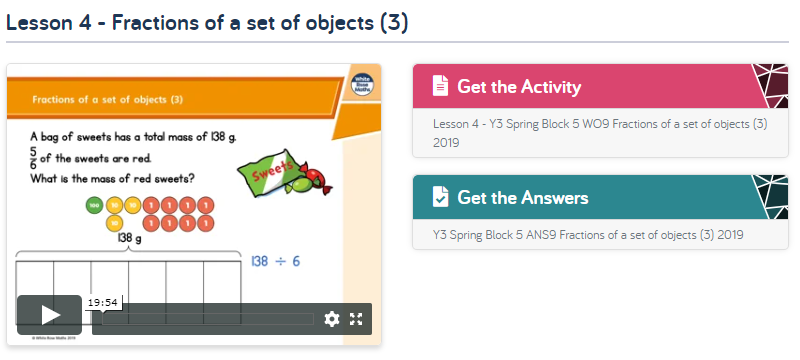 Lesson 4 - Fractions of a set of objects (3)
White
Rose
Maths
Fractions of a set of objects (3)
A bag of sweets has a total mass of 138 g.
5/6 of the sweets are red.
What is the mass of red sweets?
Sweets
100 10 10 1 1 1 1
10 1 1 1 1
138 g
138 ÷ 6
19:54
© White Rose Maths 2019
Get the Activity
Lesson 4 - Y3 Spring Block 5 WO9 Fractions of a set of objects (3)
2019
Get the Answers
Y3 Spring Block 5 ANS9 Fractions of a set of objects (3) 2019